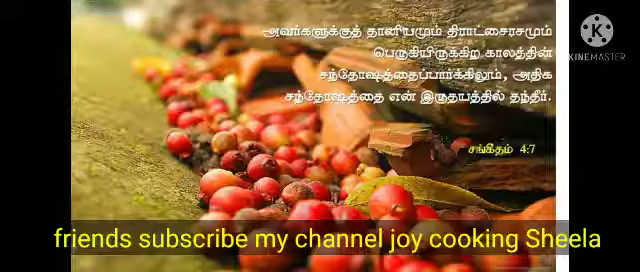 அவர்களுக்குத் தானியமும் திராட்சரசமும்
பெருகியிருக்கிற காலத்தின்
சந்தோஷத்தைப்பார்க்கிலும், அதிக
சந்தோஷத்தை என் இருதயத்தில் தந்தீர்.
சங்கீதம் 4:7
KINEMASTER
friends subscribe my channel joy cooking Sheela